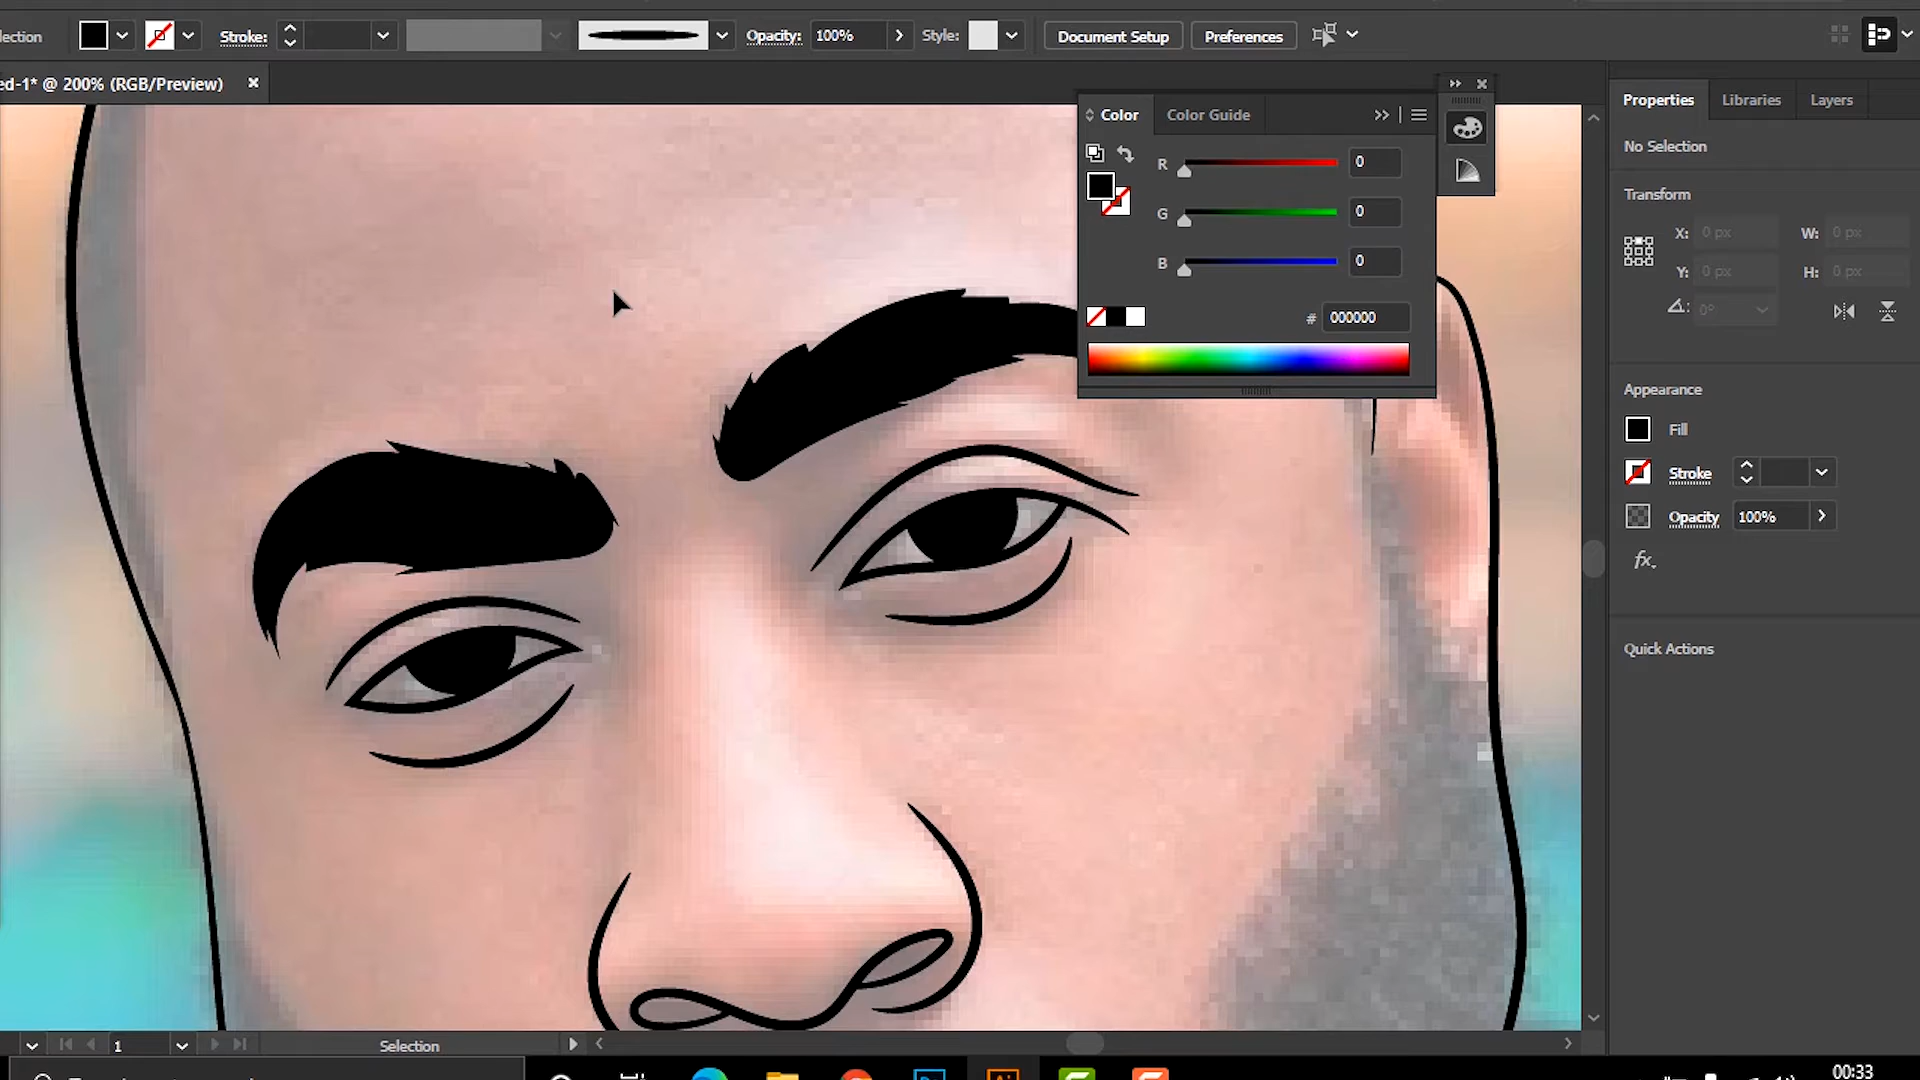 lection
Stroke:
Opacity: 100%
Style:
Document Setup
Preferences
ed-1* @ 200% (RGB/Preview)
Color
Color Guide
R 0
G 0
B 0
# 000000
Properties
Libraries
Layers
No Selection
Transform
X: 0 px
W: 0 px
Y: 0 px
H: 0 px
0°
Appearance
Fill
Stroke
Opacity 100%
fx.
Quick Actions
1
Selection
Ai
00:33